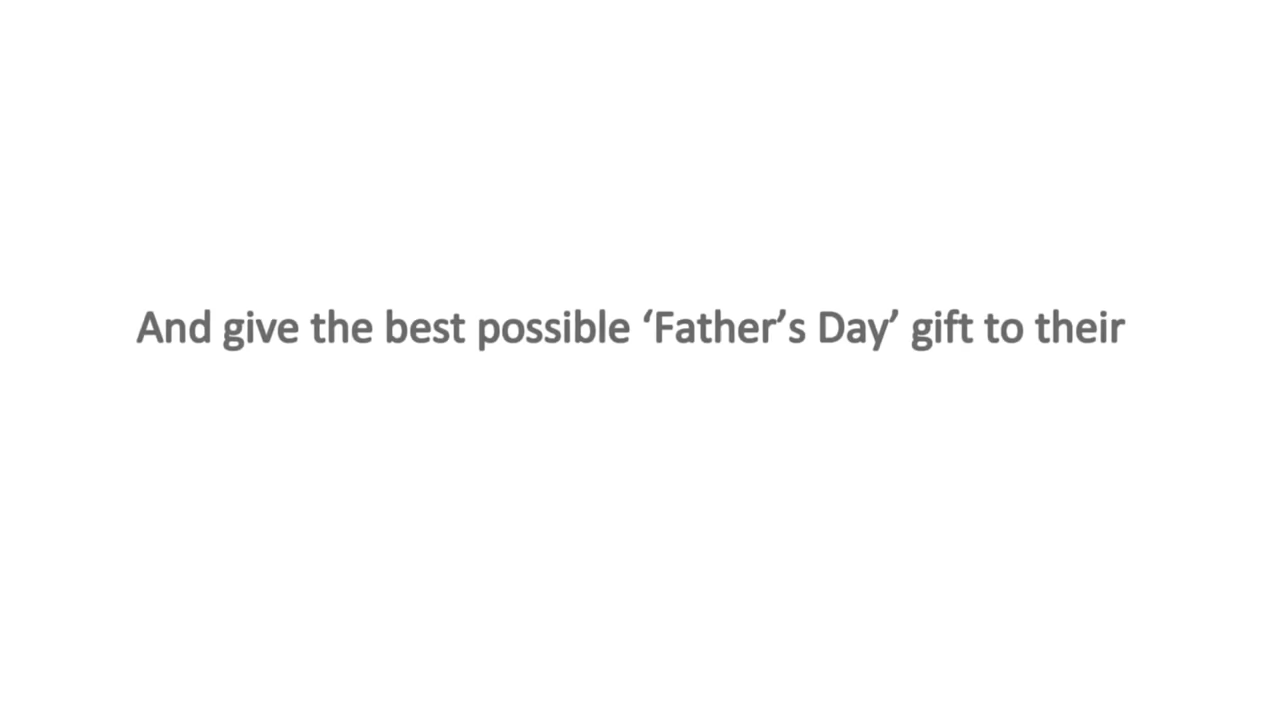 And give the best possible ‘Father’s Day’ gift to their